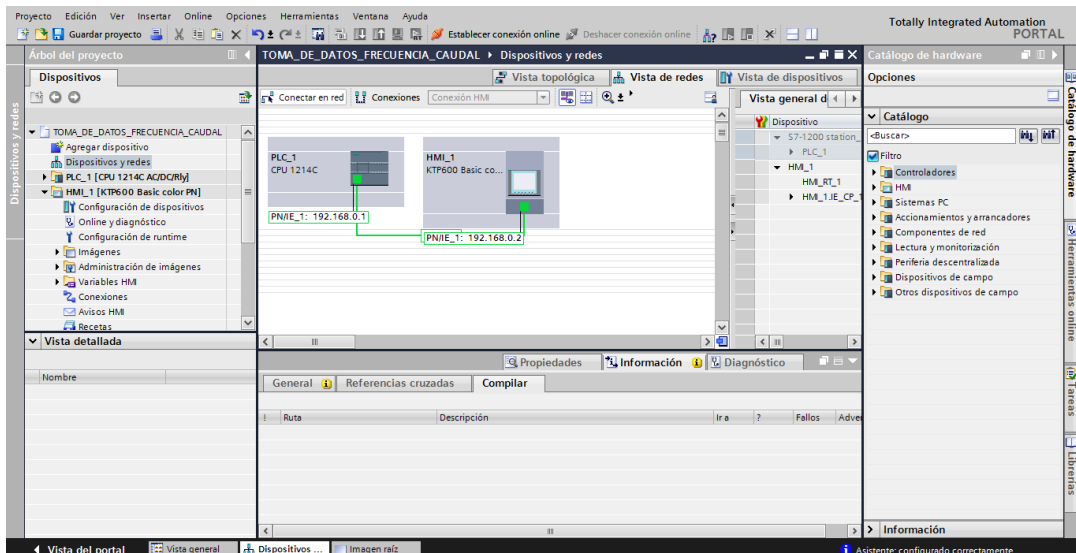 Proyecto Edición Ver Insertar Online Opciones Herramientas Ventana Ayuda
Totally Integrated Automation
PORTAL
Guardar proyecto Establecer conexión online Deshacer conexión online
Árbol del proyecto
TOMA_DE_DATOS_FRECUENCIA_CAUDAL Dispositivos y redes
Catálogo de hardware
Dispositivos
Vista topológica Vista de redes Vista de dispositivos
Opciones
Conectar en red Conexiones Conexión HMI
Vista general d
Dispositivos y redes
TOMA_DE_DATOS_FRECUENCIA_CAUDAL
Agregar dispositivo
Dispositivos y redes
PLC_1 [CPU 1214C AC/DC/Rly]
HMI_1 [KTP600 Basic color PN]
Configuración de dispositivos
Online y diagnóstico
Configuración de runtime
Imágenes
Administración de imágenes
Variables HMI
Conexiones
Avisos HMI
Recetas
PLC_1
CPU 1214C
HMI_1
KTP600 Basic co...
PN/IE_1: 192.168.0.1
PN/IE_1: 192.168.0.2
Dispositivo
S7-1200 station_
PLC_1
HMI_1
HMI_RT_1
HMI_1.IE_CP_1
Catálogo
<Buscar>
Filtro
Controladores
HMI
Sistemas PC
Accionamientos y arrancadores
Componentes de red
Lectura y monitorización
Periferia descentralizada
Dispositivos de campo
Otros dispositivos de campo
Catálogo de hardware
Herramientas online
Tareas
Librerías
Vista detallada
Nombre
Propiedades Información Diagnóstico
General Referencias cruzadas Compilar
! Ruta Descripción Ir a ? Fallos Adver
Información
Vista del portal Vista general Dispositivos ... Imagen raíz
Asistente: configurado correctamente